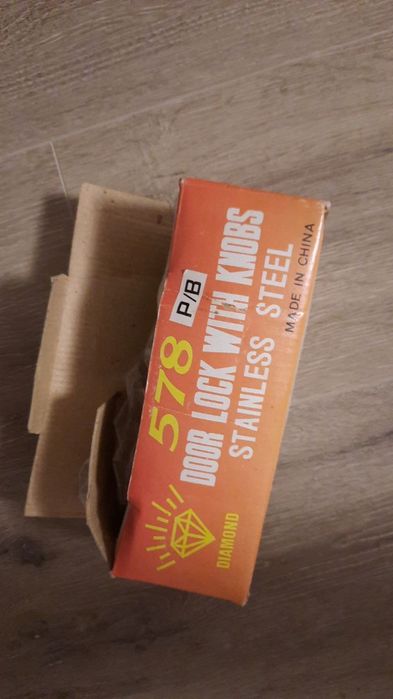 578 P/B
DOOR LOCK WITH KNOBS
STAINLESS STEEL
MADE IN CHINA
DIAMOND